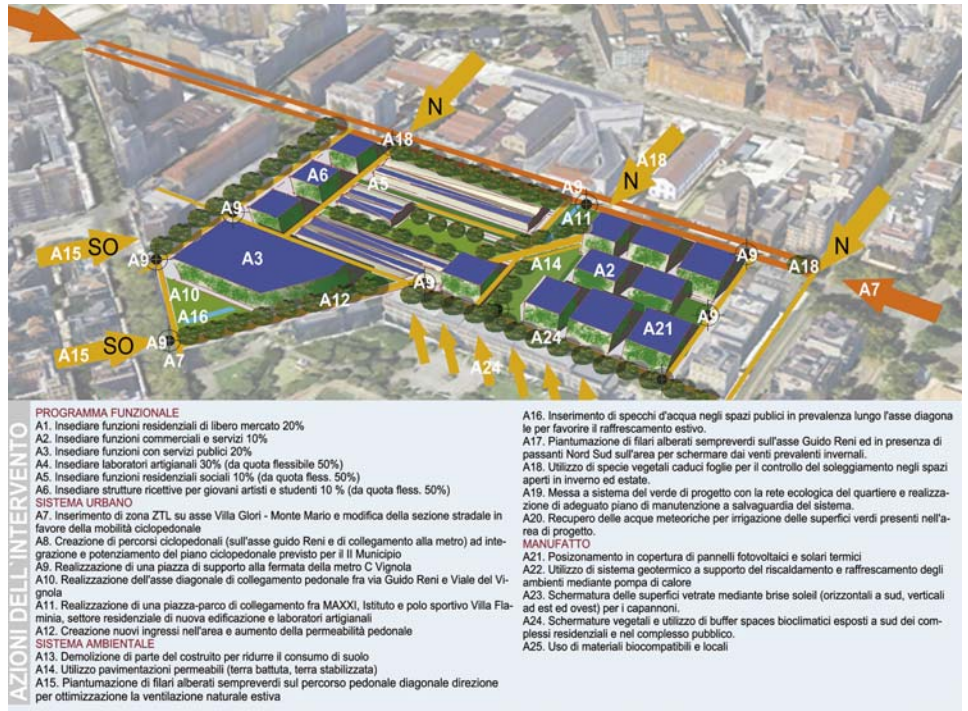 N
A18
N
A18
A6
A5
A9
N
A9
A11
A15
SO
A9
A3
A14
A2
A9
A18
A7
A10
A12
A9
A16
A24
A21
A9
A15
SO
A9
A7
A24
AZIONI DELL'INTERVENTO
PROGRAMMA FUNZIONALE
A1. Insediare funzioni residenziali di libero mercato 20%
A2. Insediare funzioni commerciali e servizi 10%
A3. Insediare funzioni con servizi publici 20%
A4. Insediare laboratori artigianali 30% (da quota flessibile 50%)
A5. Insediare funzioni residenziali sociali 10% (da quota fless. 50%)
A6. Insediare strutture ricettive per giovani artisti e studenti 10 % (da quota fless. 50%)
SISTEMA URBANO
A7. Inserimento di zona ZTL su asse Villa Glori - Monte Mario e modifica della sezione stradale in
favore della mobilità ciclopedonale
A8. Creazione di percorsi ciclopedonali (sull'asse guido Reni e di collegamento alla metro) ad inte-
grazione e potenziamento del piano ciclopedonale previsto per il II Municipio
A9. Realizzazione di una piazza di supporto alla fermata della metro C Vignola
A10. Realizzazione dell'asse diagonale di collegamento pedonale fra via Guido Reni e Viale del Vi-
gnola
A11. Realizzazione di una piazza-parco di collegamento fra MAXXI, Istituto e polo sportivo Villa Fla-
minia, settore residenziale di nuova edificazione e laboratori artigianali
A12. Creazione nuovi ingressi nell'area e aumento della permeabilità pedonale
SISTEMA AMBIENTALE
A13. Demolizione di parte del costruito per ridurre il consumo di suolo
A14. Utilizzo pavimentazioni permeabili (terra battuta, terra stabilizzata)
A15. Piantumazione di filari alberati sempreverdi sul percorso pedonale diagonale direzione
per ottimizzazione la ventilazione naturale estiva
A16. Inserimento di specchi d'acqua negli spazi publici in prevalenza lungo l'asse diagona
le per favorire il raffrescamento estivo.
A17. Piantumazione di filari alberati sempreverdi sull'asse Guido Reni ed in presenza di
passanti Nord Sud sull'area per schermare dai venti prevalenti invernali.
A18. Utilizzo di specie vegetali caduci foglie per il controllo del soleggiamento negli spazi
aperti in inverno ed estate.
A19. Messa a sistema del verde di progetto con la rete ecologica del quartiere e realizza-
zione di adeguato piano di manutenzione a salvaguardia del sistema.
A20. Recupero delle acque meteoriche per irrigazione delle superfici verdi presenti nell'a-
rea di progetto.
MANUFATTO
A21. Posizonamento in copertura di pannelli fotovoltaici e solari termici
A22. Utilizzo di sistema geotermico a supporto del riscaldamento e raffrescamento degli
ambienti mediante pompa di calore
A23. Schermatura delle superfici vetrate mediante brise soleil (orizzontali a sud, verticali
ad est ed ovest) per i capannoni.
A24. Schermature vegetali e utilizzo di buffer spaces bioclimatici esposti a sud dei com-
plessi residenziali e nel complesso pubblico.
A25. Uso di materiali biocompatibili e locali